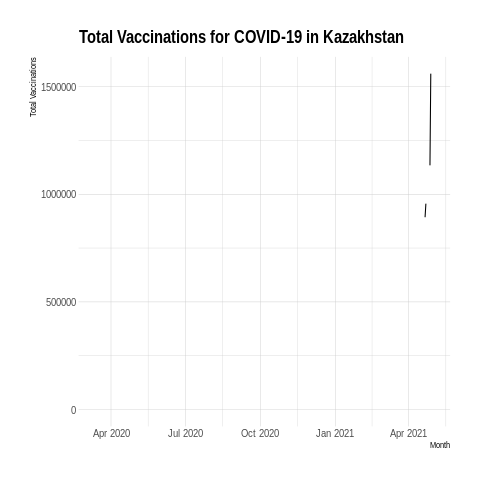 Total Vaccinations for COVID-19 in Kazakhstan
Total Vaccinations
1500000
1000000
500000
0
Apr 2020 Jul 2020 Oct 2020 Jan 2021 Apr 2021
Month